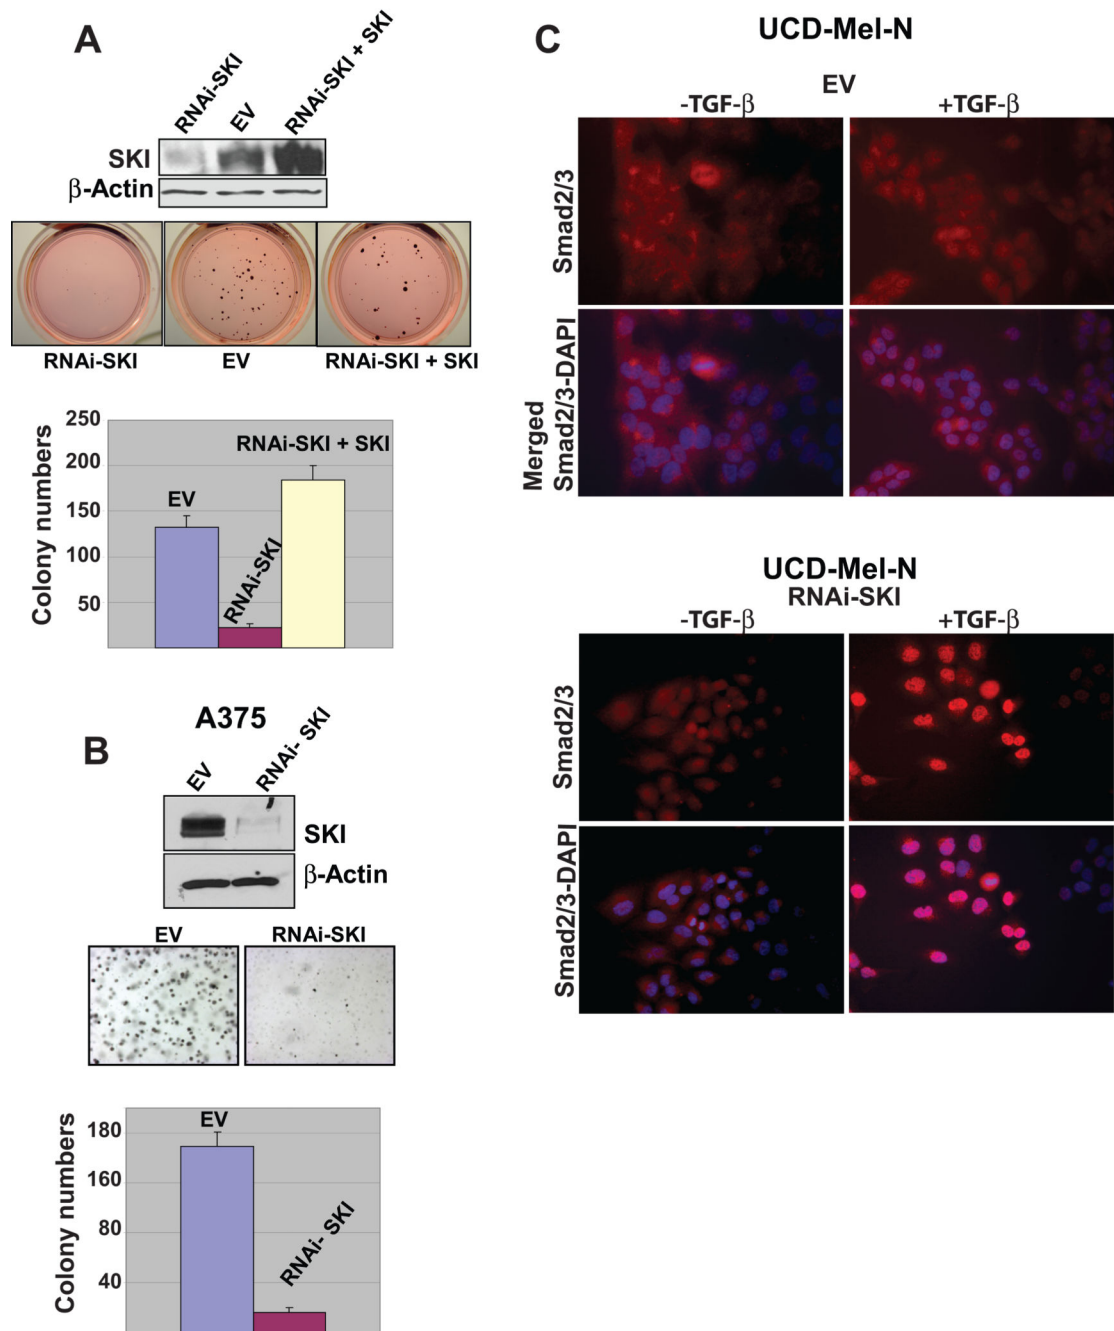 A
RNAi-SKI
EV
RNAi-SKI + SKI
SKI
β-Actin
RNAi-SKI
EV
RNAi-SKI + SKI
Colony numbers
250
200
150
100
50
EV
RNAi-SKI
RNAi-SKI + SKI
B
A375
EV
RNAi- SKI
SKI
β-Actin
EV
RNAi-SKI
Colony numbers
180
160
80
40
EV
RNAi- SKI
C
UCD-Mel-N
EV
-TGF-β
+TGF-β
Smad2/3
Merged
Smad2/3-DAPI
UCD-Mel-N
RNAi-SKI
-TGF-β
+TGF-β
Smad2/3
Smad2/3-DAPI